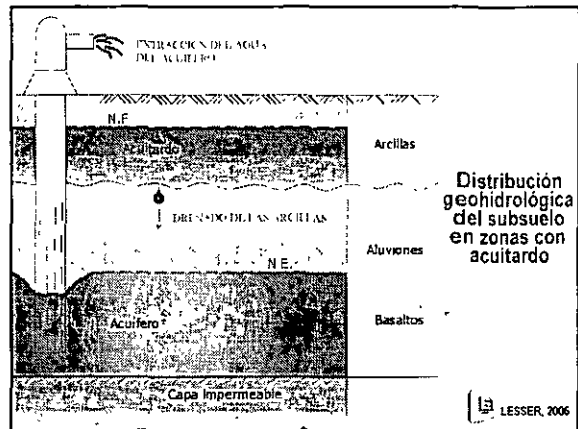 EXTRACCION DEL AGUA
DEL ACUIFERO
N.F
Acuitardo
Arcillas
DRENADO DE LAS ARCILLAS
Aluviones
N E.
Acuífero
Basaltos
Capa Impermeable
Distribución
geohidrológica
del subsuelo
en zonas con
acuitardo
LESSER, 2006